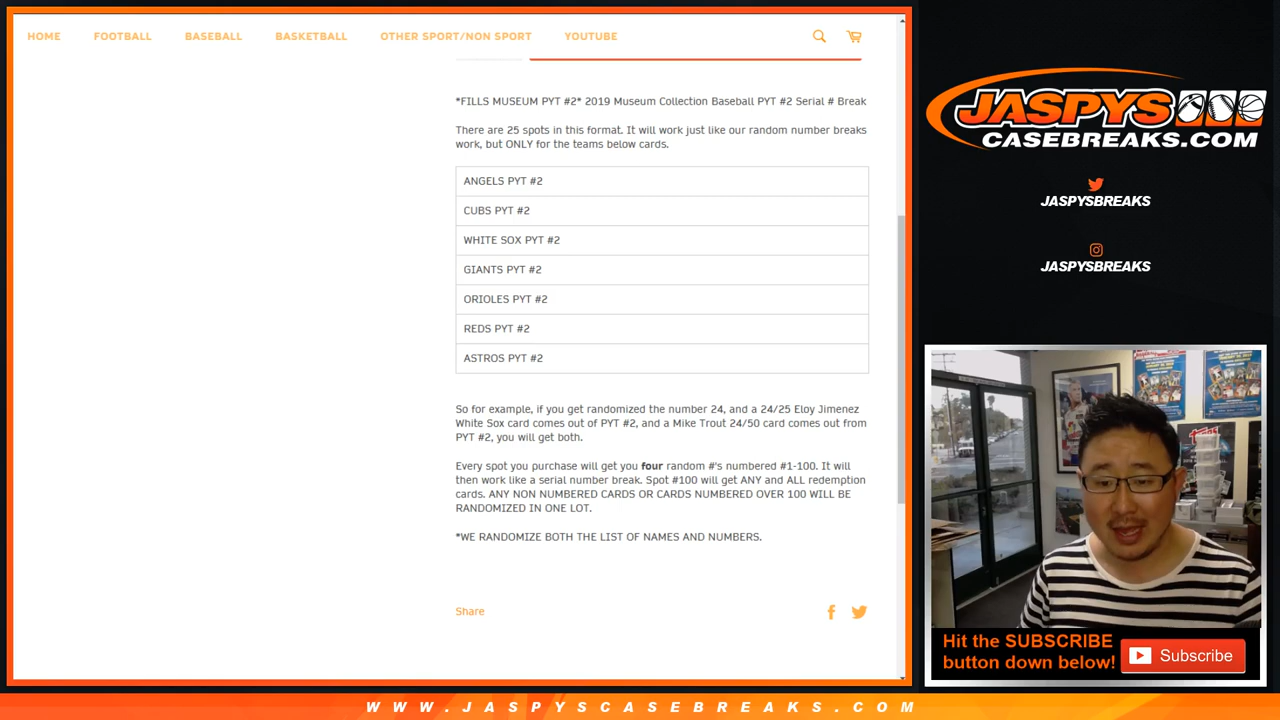 HOME FOOTBALL BASEBALL BASKETBALL OTHER SPORT/NON SPORT YOUTUBE
*FILLS MUSEUM PYT #2* 2019 Museum Collection Baseball PYT #2 Serial # Break
There are 25 spots in this format. It will work just like our random number breaks
work, but ONLY for the teams below cards.
ANGELS PYT #2
CUBS PYT #2
WHITE SOX PYT #2
GIANTS PYT #2
ORIOLES PYT #2
REDS PYT #2
ASTROS PYT #2
So for example, if you get randomized the number 24, and a 24/25 Eloy Jimenez
White Sox card comes out of PYT #2, and a Mike Trout 24/50 card comes out from
PYT #2, you will get both.
Every spot you purchase will get you four random #'s numbered #1-100. It will
then work like a serial number break. Spot #100 will get ANY and ALL redemption
cards. ANY NON NUMBERED CARDS OR CARDS NUMBERED OVER 100 WILL BE
RANDOMIZED IN ONE LOT.
*WE RANDOMIZE BOTH THE LIST OF NAMES AND NUMBERS.
Share
JASPYS
CASEBREAKS.COM
JASPYSBREAKS
JASPYSBREAKS
Hit the SUBSCRIBE
button down below!
Subscribe
WWW.JASPYSCASEBREAKS.COM